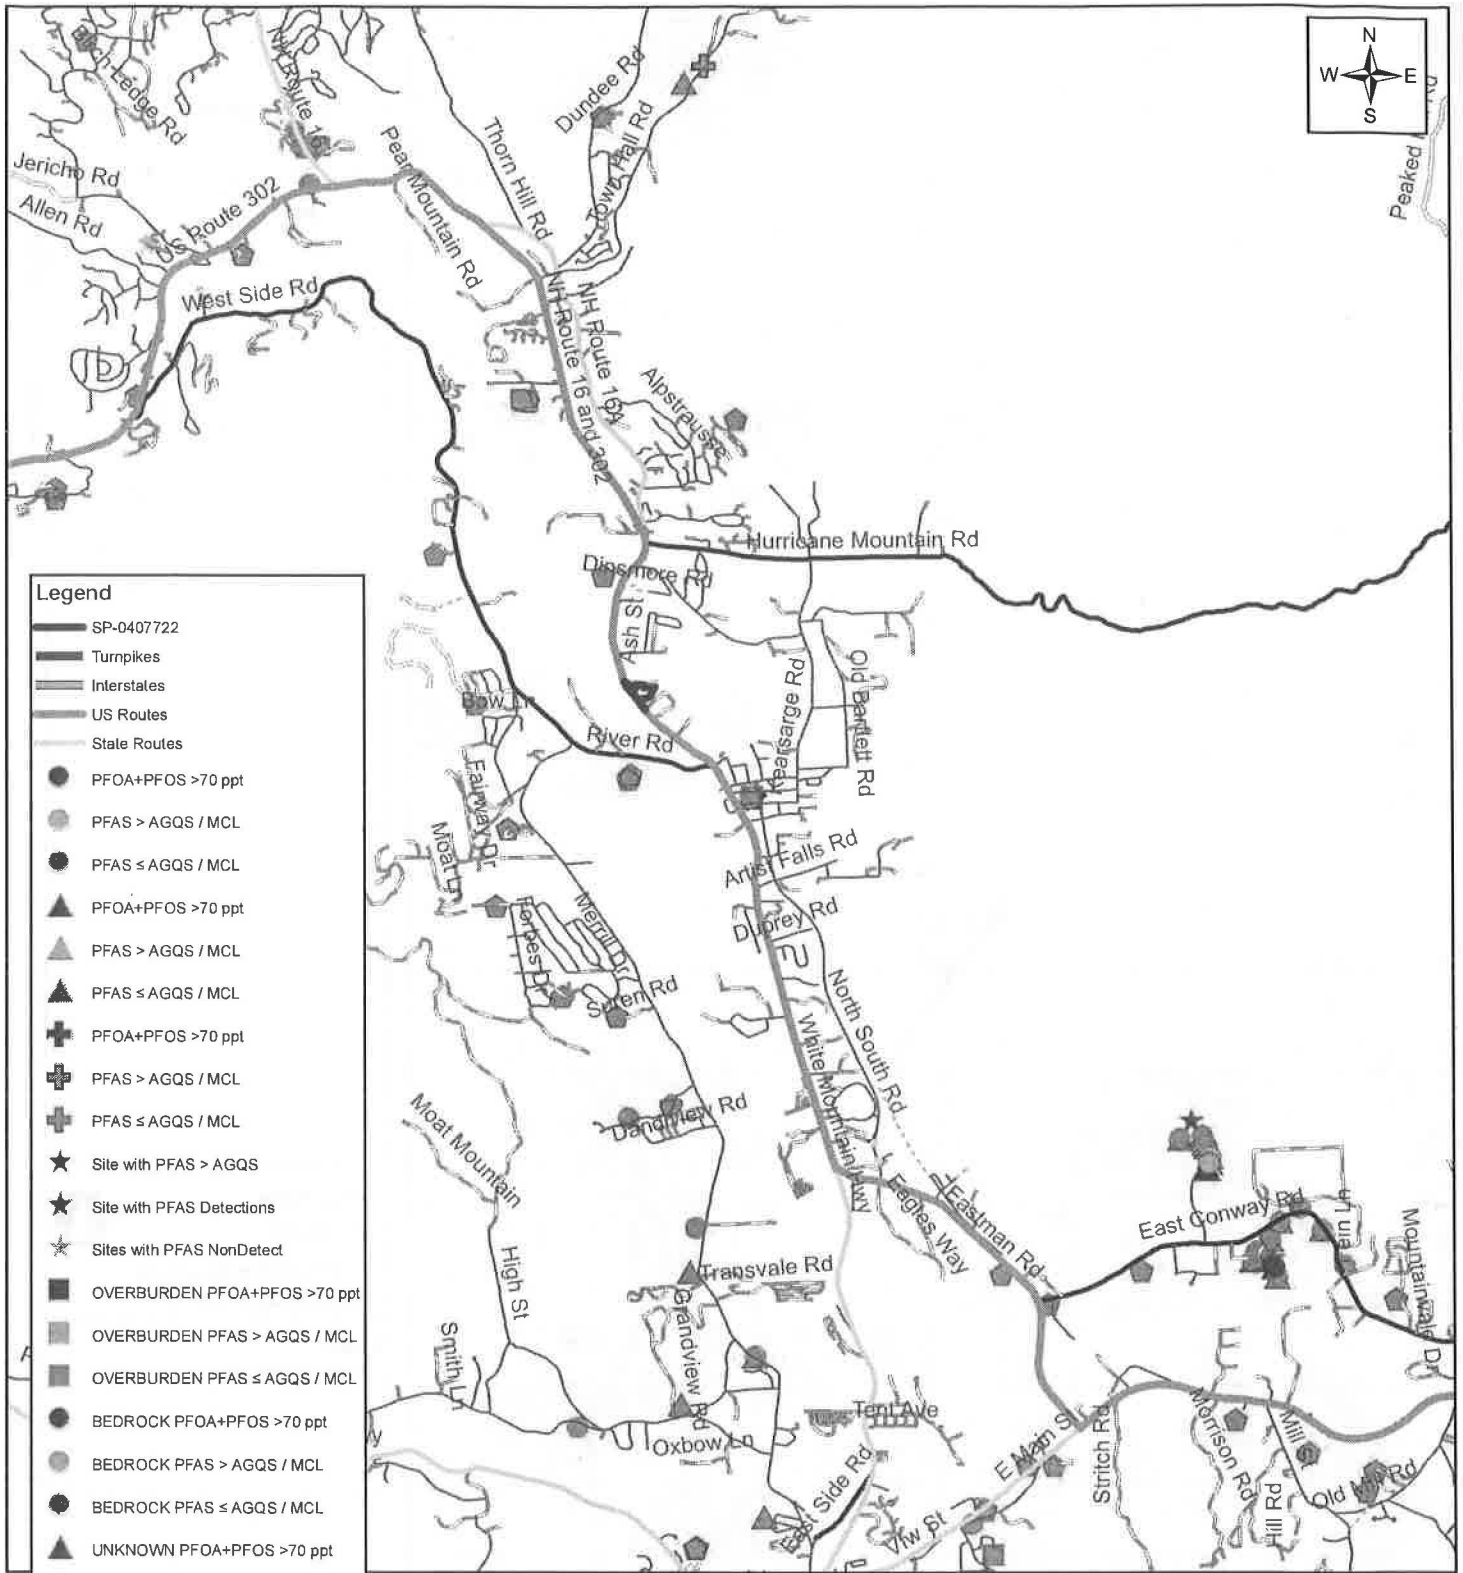 N
W E
S
Ledge Rd
NH Route 16
Dundee Rd
Town Hall Rd
Thorn Hill Rd
Jericho Rd
Allen Rd
US Route 302
Pear Mountain Rd
West Side Rd
Peaked
NH Route 16A
NH Route 16 and 302
Alpstrausse
Hurricane Mountain Rd
Dinsmore Rd
Ash St
Kearsarge Rd
Old Bartlett Rd
Bow Ln
River Rd
Fairway Dr
Moat Ln
Artist Falls Rd
Duprey Rd
Forbes Dr
Merrill Dr
Suren Rd
North South Rd
White Mountain Hwy
Moat Mountain
Dandiview Rd
Eagles Way
Eastman Rd
East Conway Rd
ein Ln
Mountainvale Dr
High St
Transvale Rd
Grandview Rd
Smith Ln
Oxbow Ln
Tent Ave
E Main St
Stritch Rd
Morrison Rd
Mill St
Hill Rd
Old Mill Rd
East Side Rd
Vfw St
Legend
SP-0407722
Turnpikes
Interstates
US Routes
State Routes
PFOA+PFOS >70 ppt
PFAS > AGQS / MCL
PFAS ≤ AGQS / MCL
PFOA+PFOS >70 ppt
PFAS > AGQS / MCL
PFAS ≤ AGQS / MCL
PFOA+PFOS >70 ppt
PFAS > AGQS / MCL
PFAS ≤ AGQS / MCL
Site with PFAS > AGQS
Site with PFAS Detections
Sites with PFAS NonDetect
OVERBURDEN PFOA+PFOS >70 ppt
OVERBURDEN PFAS > AGQS / MCL
OVERBURDEN PFAS ≤ AGQS / MCL
BEDROCK PFOA+PFOS >70 ppt
BEDROCK PFAS > AGQS / MCL
BEDROCK PFAS ≤ AGQS / MCL
UNKNOWN PFOA+PFOS >70 ppt